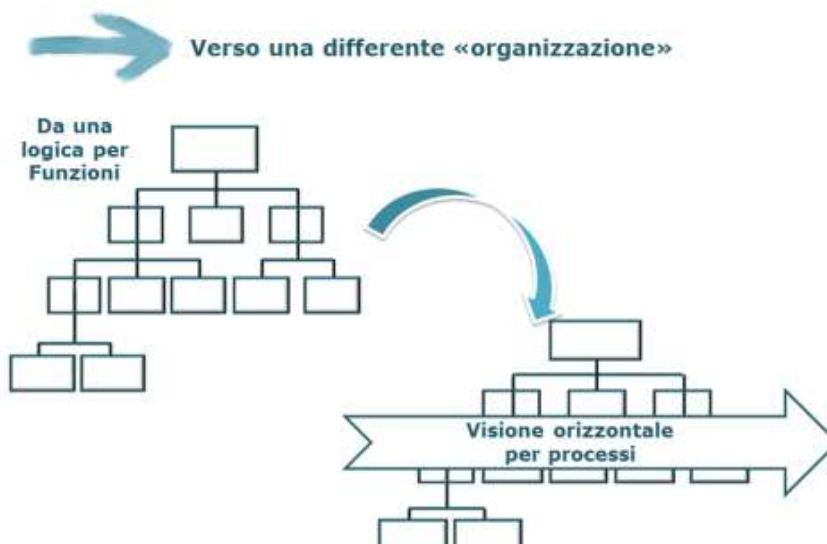 Verso una differente «organizzazione»
Da una
logica per
Funzioni
Visione orizzontale
per processi